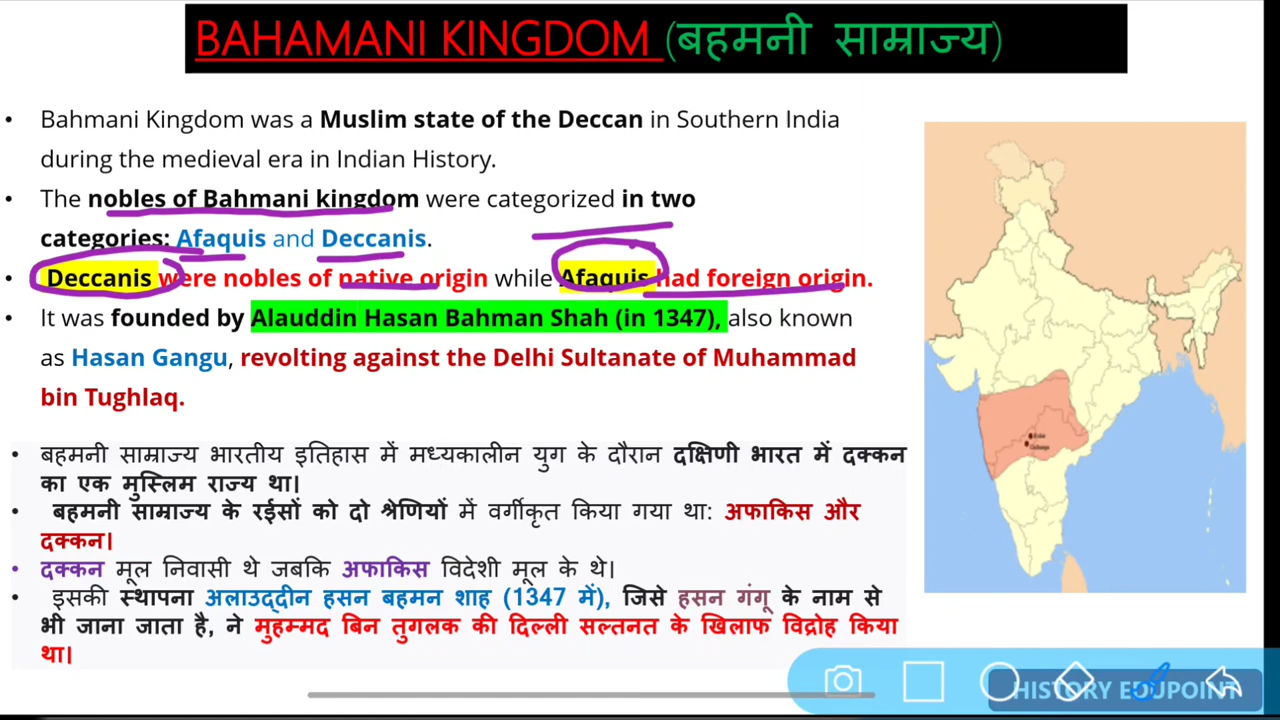 BAHAMANI KINGDOM (बहमनी साम्राज्य)
• Bahmani Kingdom was a Muslim state of the Deccan in Southern India
during the medieval era in Indian History.
• The nobles of Bahmani kingdom were categorized in two
categories: Afaquis and Deccanis.
• Deccanis were nobles of native origin while Afaquis had foreign origin.
• It was founded by Alauddin Hasan Bahman Shah (in 1347), also known
as Hasan Gangu, revolting against the Delhi Sultanate of Muhammad
bin Tughlaq.
• बहमनी साम्राज्य भारतीय इतिहास में मध्यकालीन युग के दौरान दक्षिणी भारत में दक्कन
का एक मुस्लिम राज्य था।
• बहमनी साम्राज्य के रईसों को दो श्रेणियों में वर्गीकृत किया गया था: अफाकिस और
दक्कन।
• दक्कन मूल निवासी थे जबकि अफाकिस विदेशी मूल के थे।
• इसकी स्थापना अलाउद्दीन हसन बहमन शाह (1347 में), जिसे हसन गंगू के नाम से
भी जाना जाता है, ने मुहम्मद बिन तुगलक की दिल्ली सल्तनत के खिलाफ विद्रोह किया
था।
HISTORY EDUPOINT